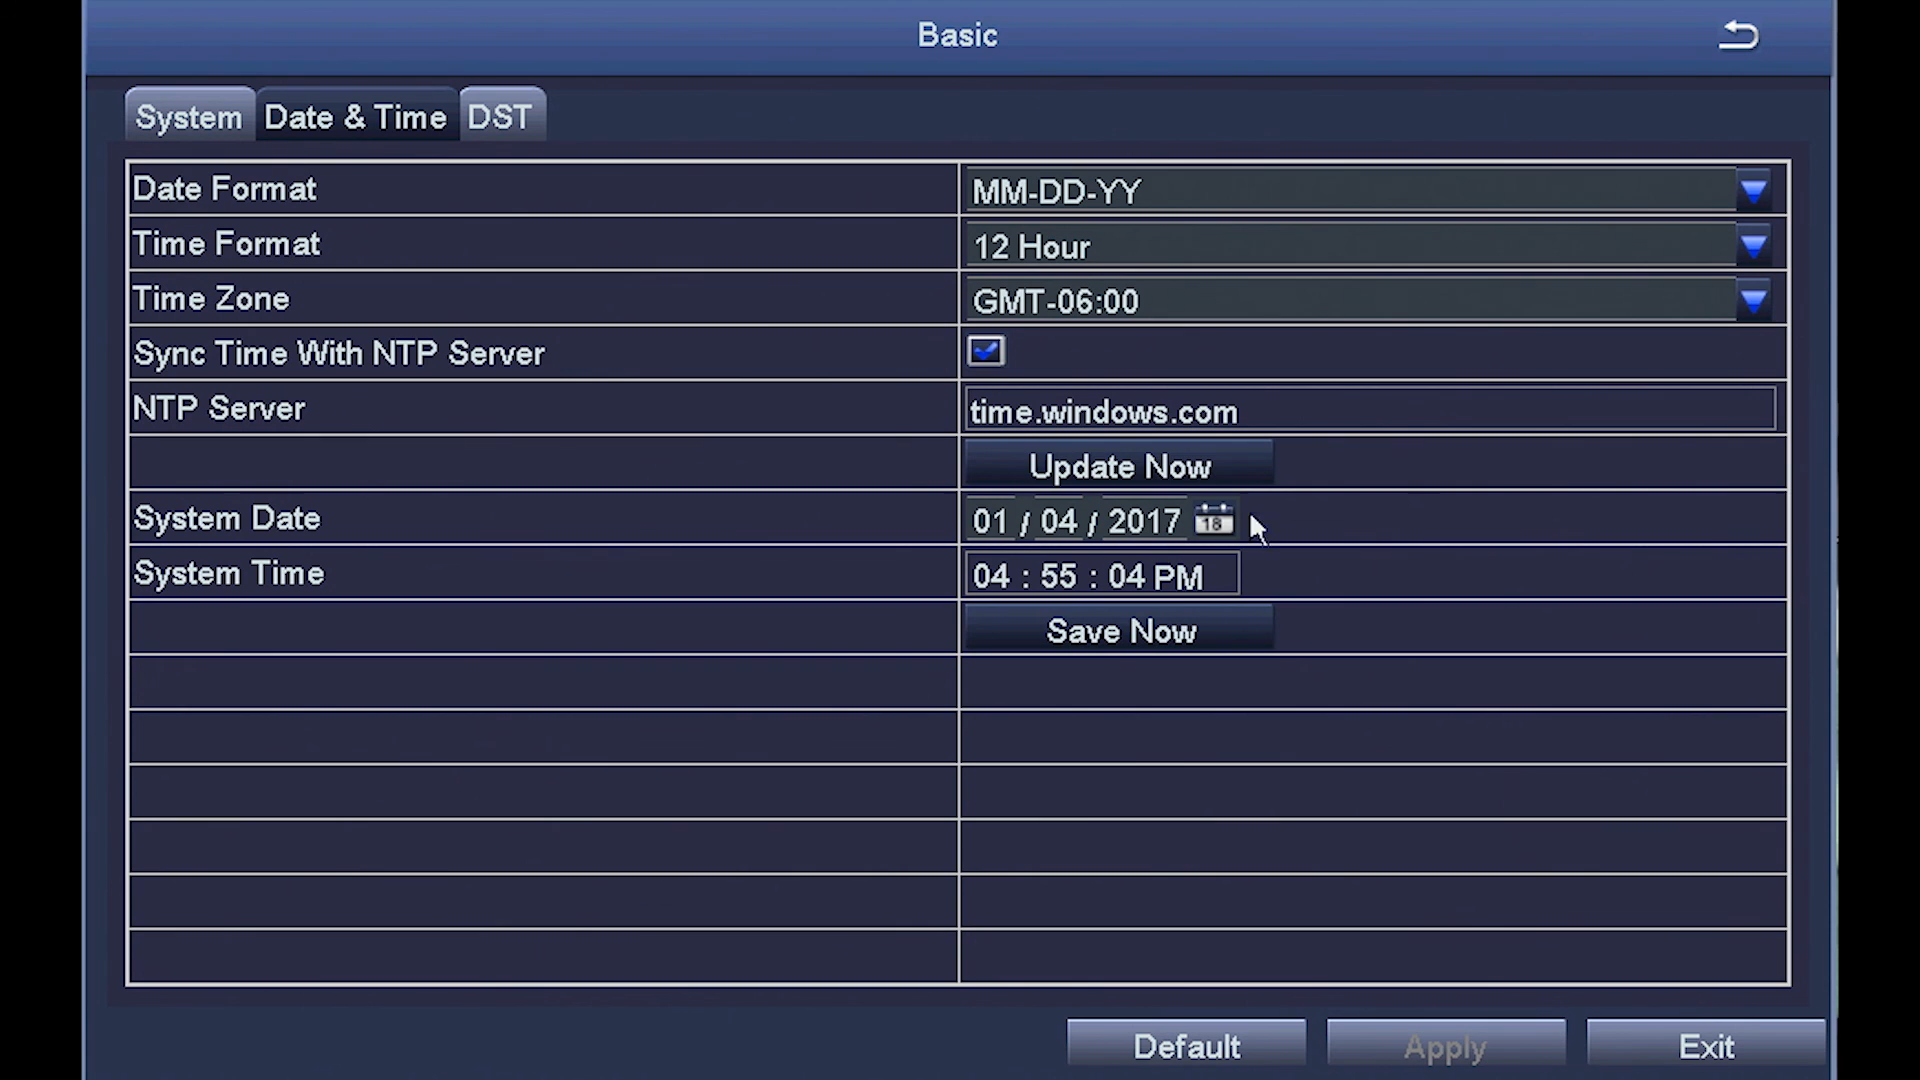 Basic
System Date & Time DST
Date Format MM-DD-YY
Time Format 12 Hour
Time Zone GMT-06:00
Sync Time With NTP Server
NTP Server time.windows.com
Update Now
System Date 01 / 04 / 2017 18
System Time 04 : 55 : 04 PM
Save Now
Default Apply Exit